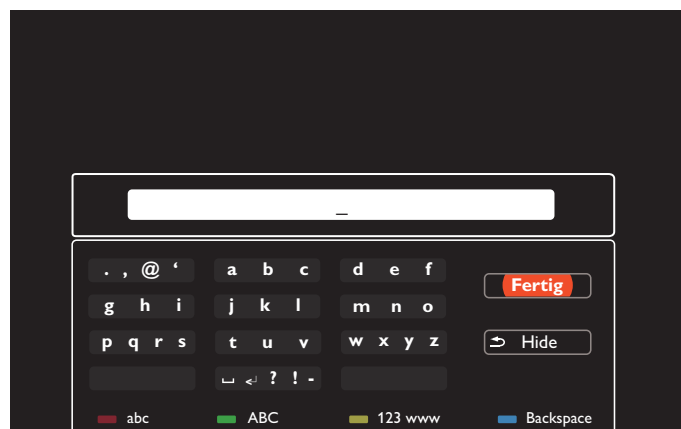 _
. , @ ‘ a b c d e f Fertig
g h i j k l m n o
p q r s t u v w x y z Hide
? ! -
abc ABC 123 www Backspace